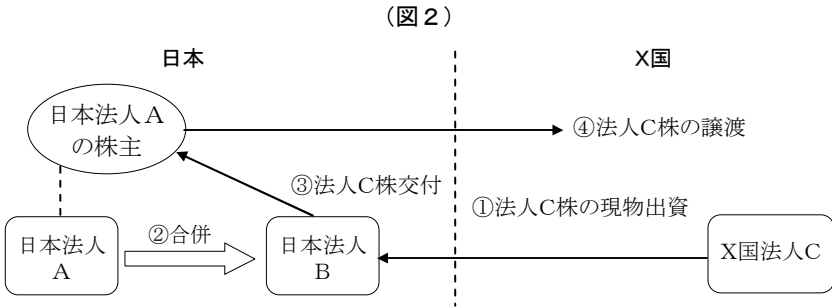 （図２）
日本
X国
日本法人Ａ
の株主
④法人C株の譲渡
③法人C株交付
①法人C株の現物出資
日本法人
A
②合併
日本法人
B
X国法人C